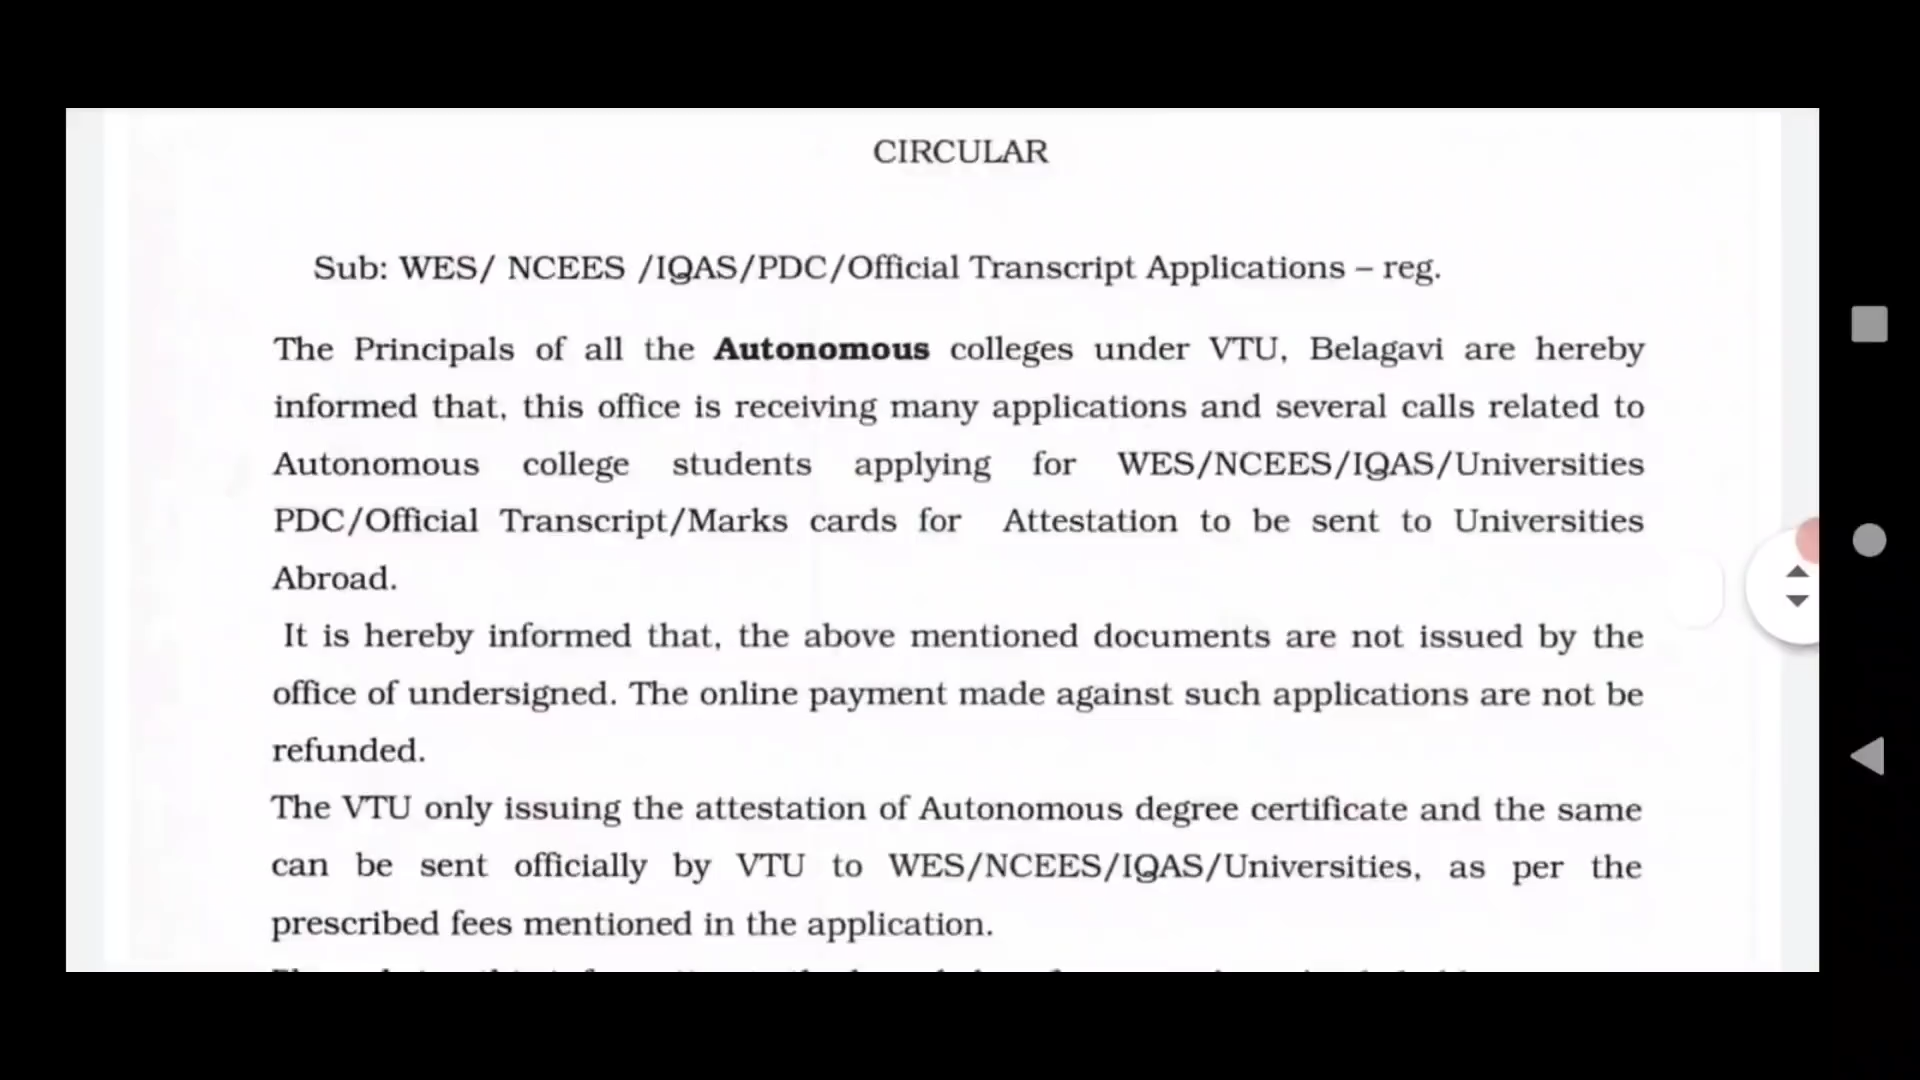 CIRCULAR
Sub: WES/ NCEES /IQAS/PDC/Official Transcript Applications – reg.
The Principals of all the Autonomous colleges under VTU, Belagavi are hereby
informed that, this office is receiving many applications and several calls related to
Autonomous college students applying for WES/NCEES/IQAS/Universities
PDC/Official Transcript/Marks cards for Attestation to be sent to Universities
Abroad.
It is hereby informed that, the above mentioned documents are not issued by the
office of undersigned. The online payment made against such applications are not be
refunded.
The VTU only issuing the attestation of Autonomous degree certificate and the same
can be sent officially by VTU to WES/NCEES/IQAS/Universities, as per the
prescribed fees mentioned in the application.